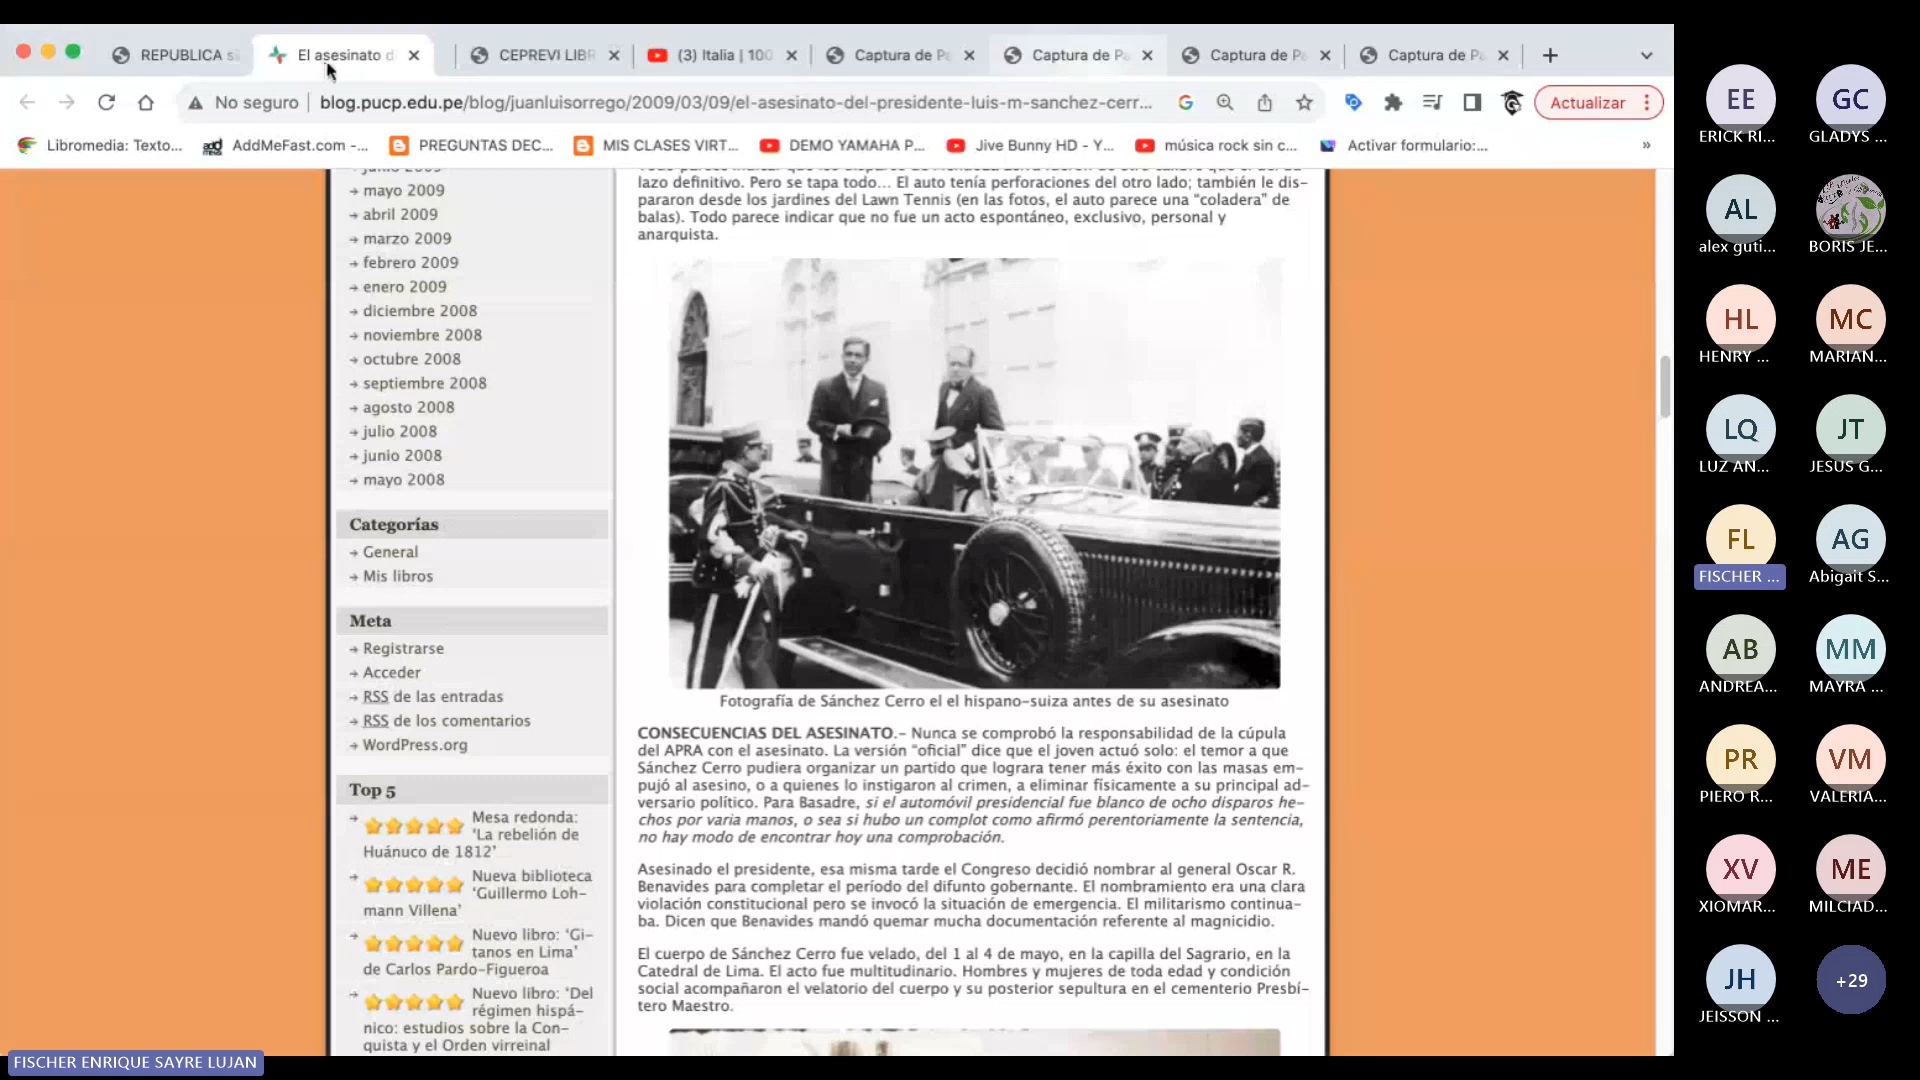 REPUBLICA s
El asesinato d
CEPREVI LIBR
(3) Italia | 100
Captura de Pa
Captura de Pa
Captura de Pa
Captura de Pa
No seguro
blog.pucp.edu.pe/blog/juanluisorrego/2009/03/09/el-asesinato-del-presidente-luis-m-sanchez-cerr...
Actualizar
Libromedia: Texto...
AddMeFast.com -...
PREGUNTAS DEC...
MIS CLASES VIRT...
DEMO YAMAHA P...
Jive Bunny HD - Y...
música rock sin c...
Activar formulario:...
»
junio 2009
mayo 2009
abril 2009
marzo 2009
febrero 2009
enero 2009
diciembre 2008
noviembre 2008
octubre 2008
septiembre 2008
agosto 2008
julio 2008
junio 2008
mayo 2008
Categorías
General
Mis libros
Meta
Registrarse
Acceder
RSS de las entradas
RSS de los comentarios
WordPress.org
Top 5
Mesa redonda:
‘La rebelión de
Huánuco de 1812’
Nueva biblioteca
‘Guillermo Loh-
mann Villena’
Nuevo libro: ‘Gi-
tanos en Lima’
de Carlos Pardo-Figueroa
Nuevo libro: ‘Del
régimen hispá-
nico: estudios sobre la Con-
quista y el Orden virreinal
lazo definitivo. Pero se tapa todo... El auto tenía perforaciones del otro lado; también le dis-
pararon desde los jardines del Lawn Tennis (en las fotos, el auto parece una “coladera” de
balas). Todo parece indicar que no fue un acto espontáneo, exclusivo, personal y
anarquista.
Fotografía de Sánchez Cerro el el hispano-suiza antes de su asesinato
CONSECUENCIAS DEL ASESINATO.- Nunca se comprobó la responsabilidad de la cúpula
del APRA con el asesinato. La versión “oficial” dice que el joven actuó solo: el temor a que
Sánchez Cerro pudiera organizar un partido que lograra tener más éxito con las masas em-
pujó al asesino, o a quienes lo instigaron al crimen, a eliminar físicamente a su principal ad-
versario político. Para Basadre, si el automóvil presidencial fue blanco de ocho disparos he-
chos por varia manos, o sea si hubo un complot como afirmó perentoriamente la sentencia,
no hay modo de encontrar hoy una comprobación.
Asesinado el presidente, esa misma tarde el Congreso decidió nombrar al general Oscar R.
Benavides para completar el período del difunto gobernante. El nombramiento era una clara
violación constitucional pero se invocó la situación de emergencia. El militarismo continua-
ba. Dicen que Benavides mandó quemar mucha documentación referente al magnicidio.
El cuerpo de Sánchez Cerro fue velado, del 1 al 4 de mayo, en la capilla del Sagrario, en la
Catedral de Lima. El acto fue multitudinario. Hombres y mujeres de toda edad y condición
social acompañaron el velatorio del cuerpo y su posterior sepultura en el cementerio Presbí-
tero Maestro.
EE
ERICK RI...
GC
GLADYS ...
AL
alex guti...
BORIS JE...
HL
HENRY ...
MC
MARIAN...
LQ
LUZ AN...
JT
JESUS G...
FL
FISCHER ...
AG
Abigait S...
AB
ANDREA...
MM
MAYRA ...
PR
PIERO R...
VM
VALERIA...
XV
XIOMAR...
ME
MILCIAD...
JH
JEISSON ...
+29
FISCHER ENRIQUE SAYRE LUJAN